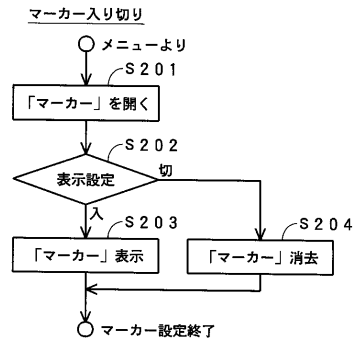 マーカー入り切り
メニューより
S201
「マーカー」を開く
S202
表示設定
切
入
S203
「マーカー」表示
S204
「マーカー」消去
マーカー設定終了